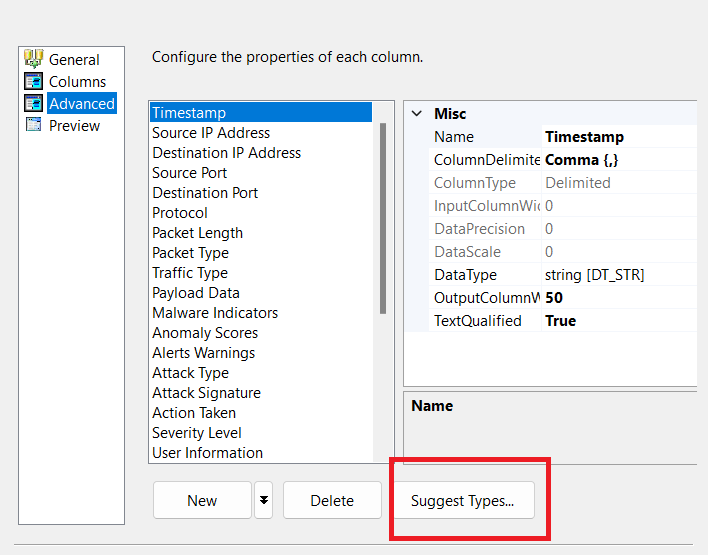 General
Columns
Advanced
Preview
Configure the properties of each column.
Timestamp
Source IP Address
Destination IP Address
Source Port
Destination Port
Protocol
Packet Length
Packet Type
Traffic Type
Payload Data
Malware Indicators
Anomaly Scores
Alerts Warnings
Attack Type
Attack Signature
Action Taken
Severity Level
User Information
Misc
Name Timestamp
ColumnDelimite Comma {,}
ColumnType Delimited
InputColumnWid 0
DataPrecision 0
DataScale 0
DataType string [DT_STR]
OutputColumnW 50
TextQualified True
Name
New
Delete
Suggest Types...